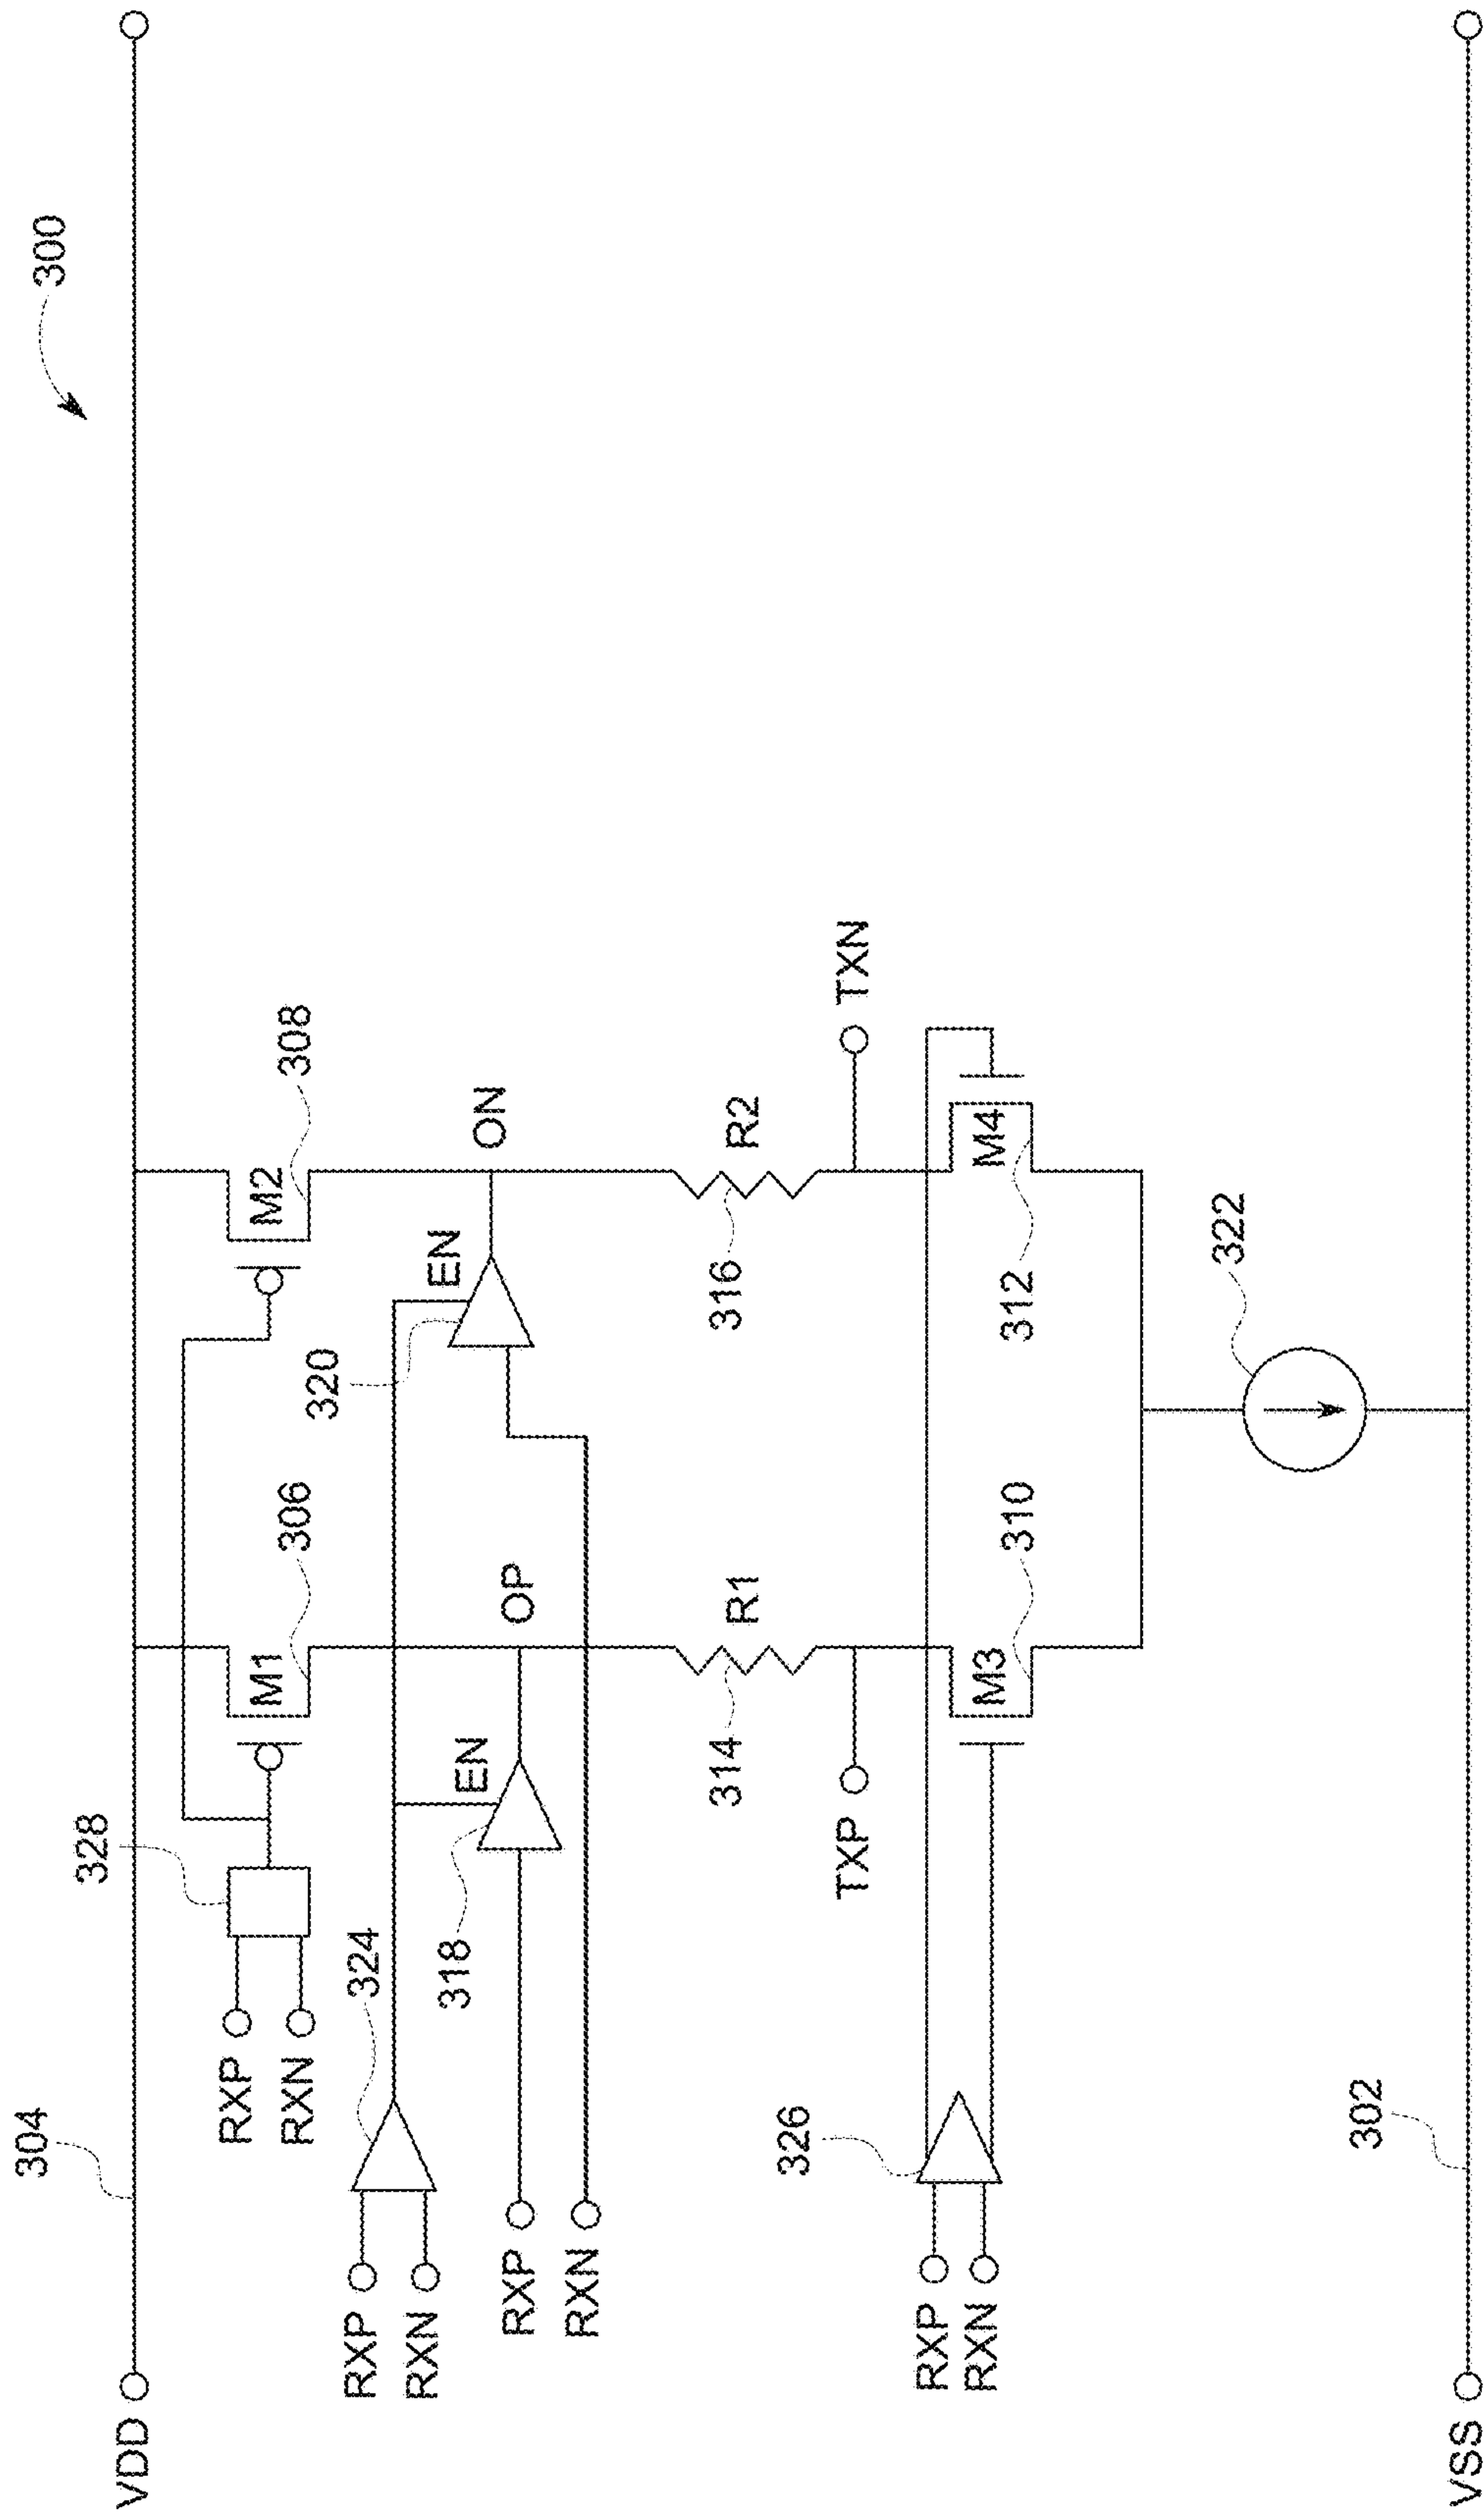 300
304
VDD
328
RXP
RXN
M1
306
M2
308
324
RXP
RXN
EN
318
OP
320
EN
ON
RXP
RXN
314
R1
316
R2
TXP
TXN
326
RXP
RXN
M3
310
312
M4
322
302
VSS